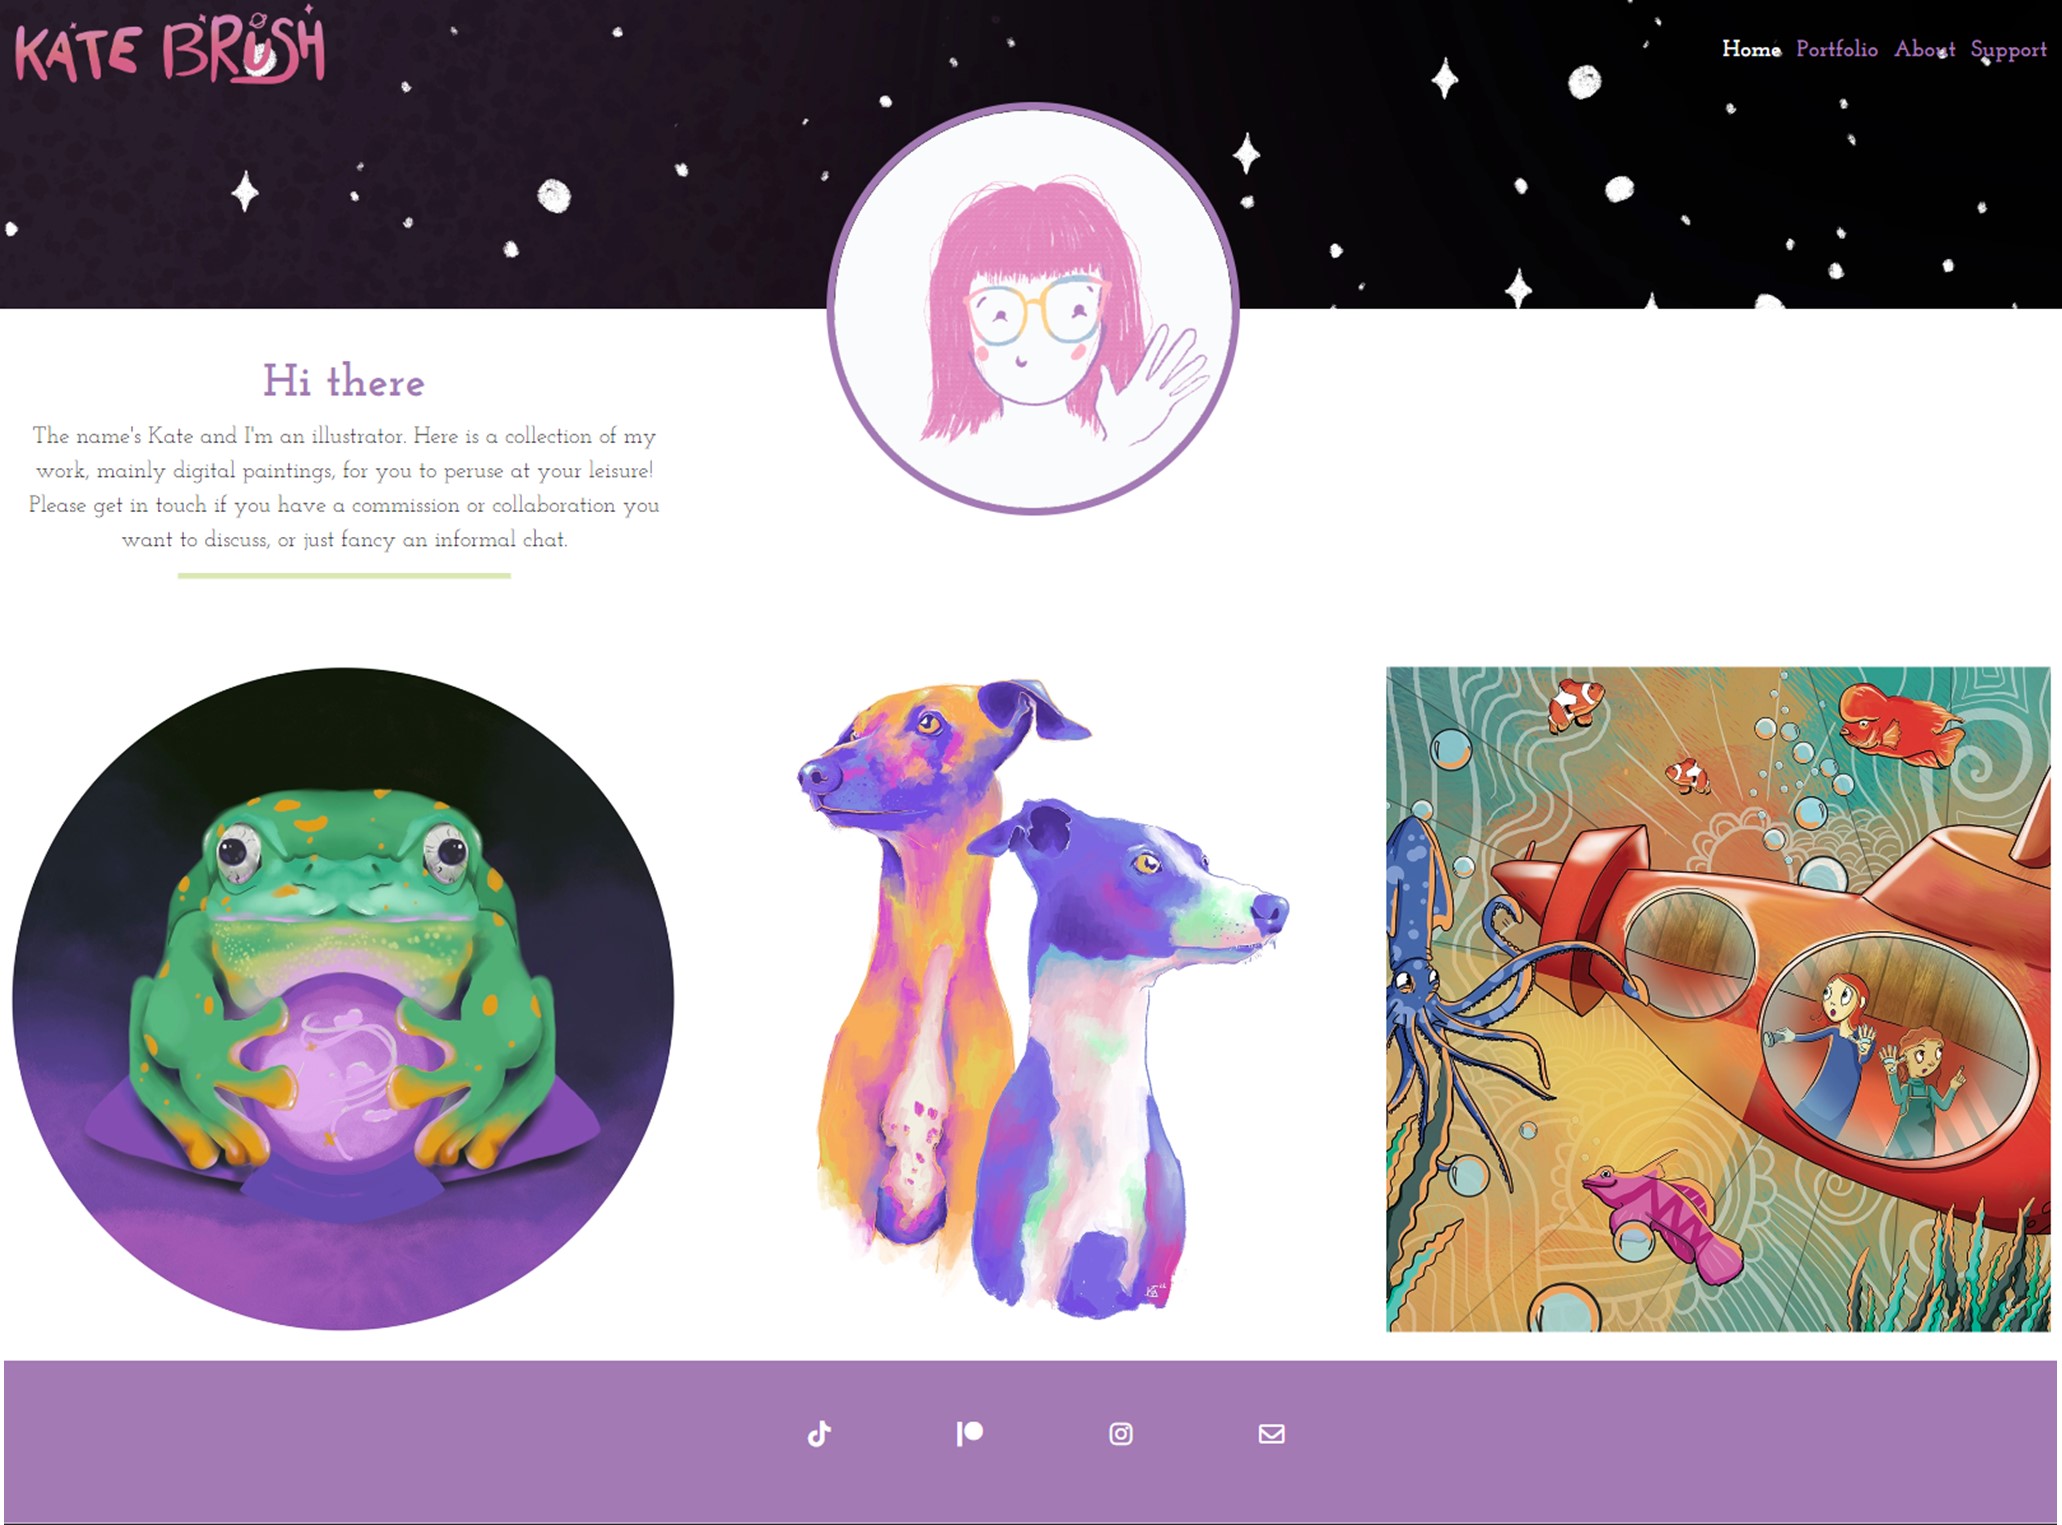 KATE BRUSH
Home Portfolio About Support
Hi there
The name's Kate and I'm an illustrator. Here is a collection of my
work, mainly digital paintings, for you to peruse at your leisure!
Please get in touch if you have a commission or collaboration you
want to discuss, or just fancy an informal chat.